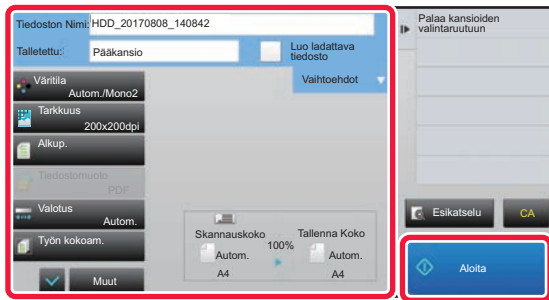 Tiedoston Nimi: HDD_20170808_140842
Talletettu: Pääkansio
Luo ladattava
tiedosto
Vaihtoehdot
Väritila
Autom./Mono2
Tarkkuus
200x200dpi
Alkup.
Tiedostomuoto
PDF
Valotus
Autom.
Työn kokoam.
Muut
Skannauskoko
100%
Tallenna Koko
Autom.
A4
Autom.
A4
Palaa kansioiden
valintaruutuun
Esikatselu
CA
Aloita